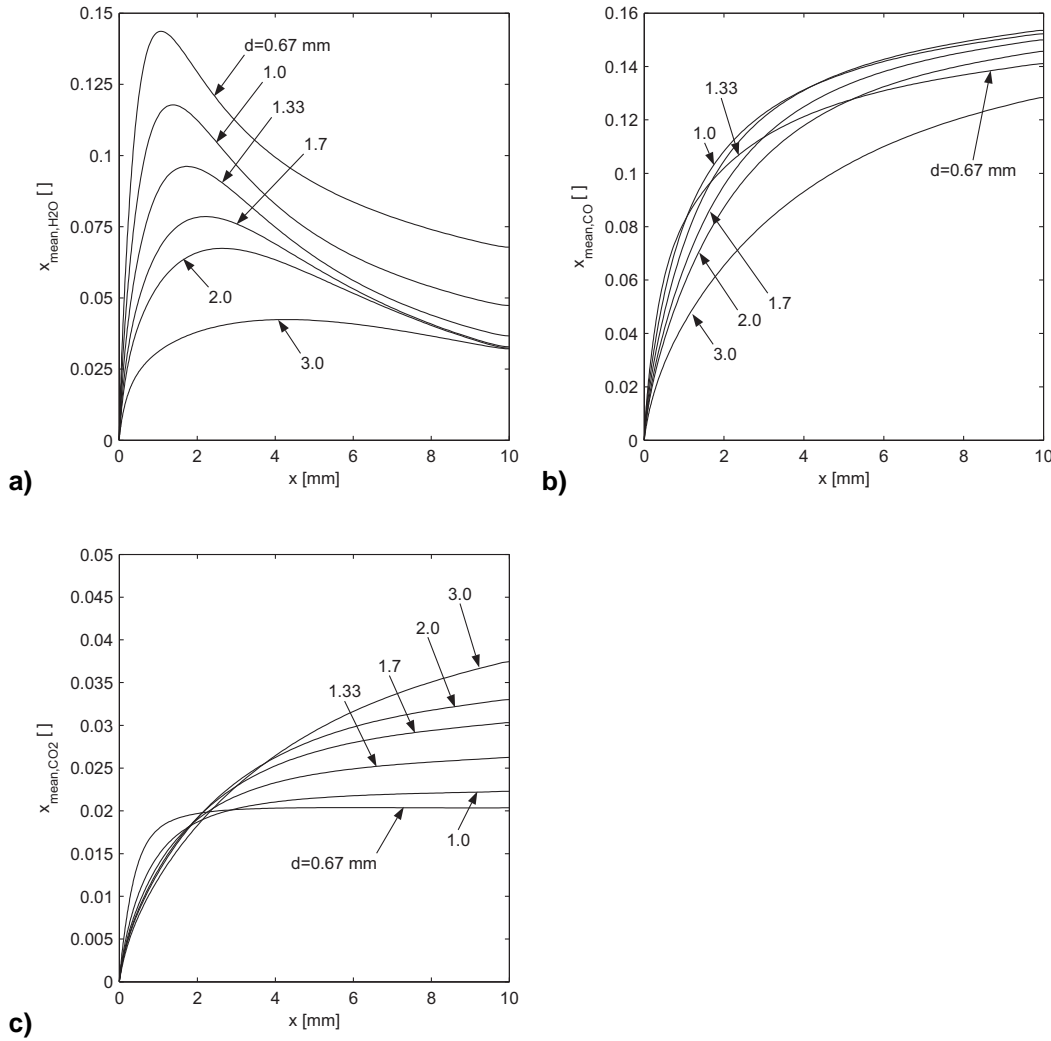 0.15
0.125
0.1
0.075
0.05
0.025
0
x_mean,H2O [ ]
d=0.67 mm
1.0
1.33
1.7
2.0
3.0
0 2 4 6 8 10
x [mm]
a)
0.16
0.14
0.12
0.1
0.08
0.06
0.04
0.02
0
x_mean,CO [ ]
1.33
1.0
d=0.67 mm
1.7
2.0
3.0
0 2 4 6 8 10
x [mm]
b)
0.05
0.045
0.04
0.035
0.03
0.025
0.02
0.015
0.01
0.005
0
x_mean,CO2 [ ]
3.0
2.0
1.7
1.33
1.0
d=0.67 mm
0 2 4 6 8 10
x [mm]
c)